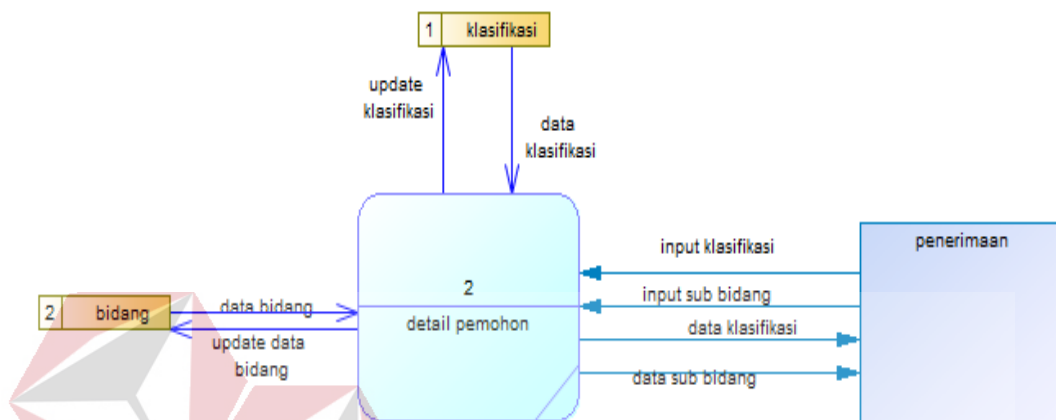 1 klasifikasi
update
klasifikasi
data
klasifikasi
penerimaan
input klasifikasi
2
input sub bidang
2 bidang
data bidang
detail pemohon
data klasifikasi
update data
bidang
data sub bidang